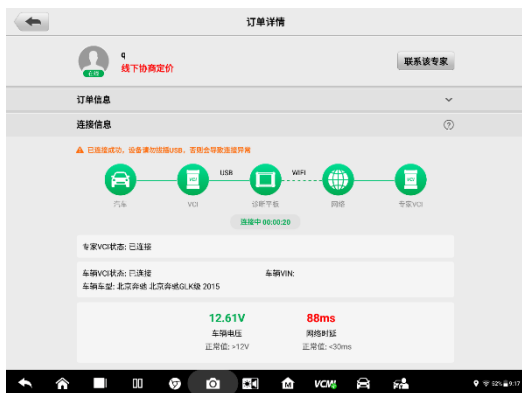 订单详情
q
在线
线下协商定价
联系该专家
订单信息
连接信息
已连接成功，设备请勿拔插USB，否则会导致连接异常
USB
WIFI
VCI
VCI
汽车
VCI
诊断平板
网络
专家VCI
连接中 00:00:20
专家VCI状态: 已连接
车辆VCI状态: 已连接
车辆VIN:
车辆车型: 北京奔驰 北京奔驰GLK级 2015
12.61V
88ms
车辆电压
网络时延
正常值: >12V
正常值: <30ms
M
VCMI
52%
9:17